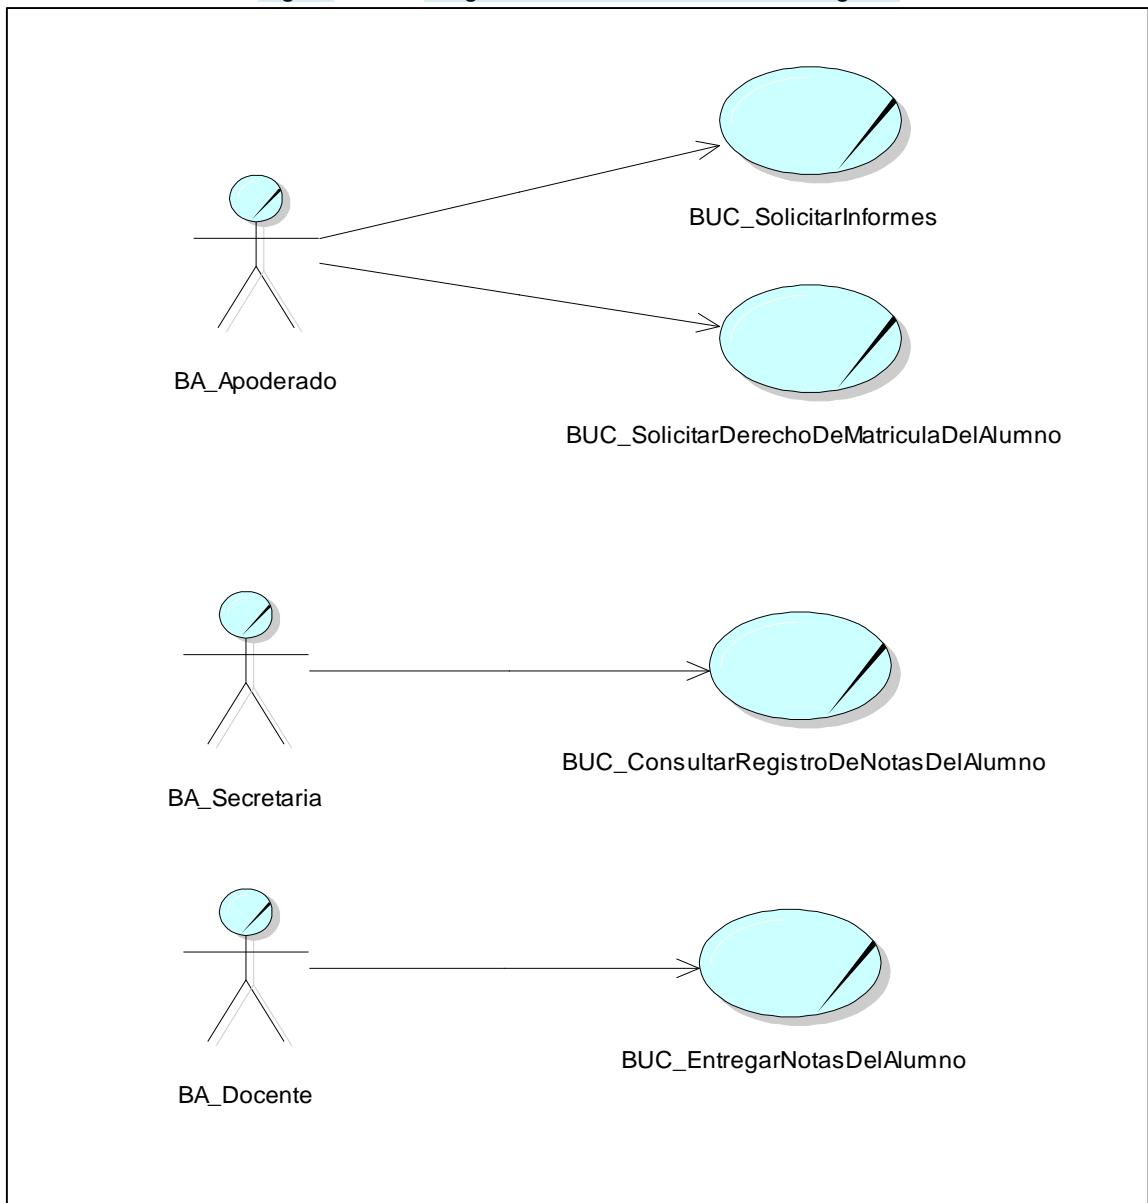 BUC_SolicitarInformes
BA_Apoderado
BUC_SolicitarDerechoDeMatriculaDelAlumno
BUC_ConsultarRegistroDeNotasDelAlumno
BA_Secretaria
BUC_EntregarNotasDelAlumno
BA_Docente